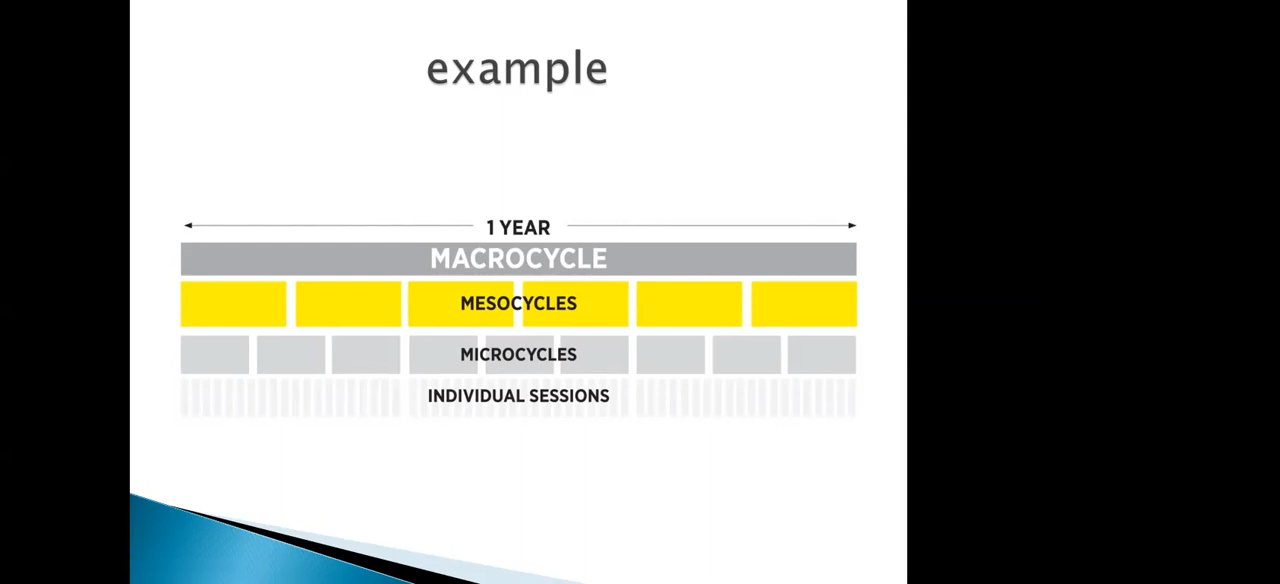 example
1 YEAR
MACROCYCLE
MESOCYCLES
MICROCYCLES
INDIVIDUAL SESSIONS